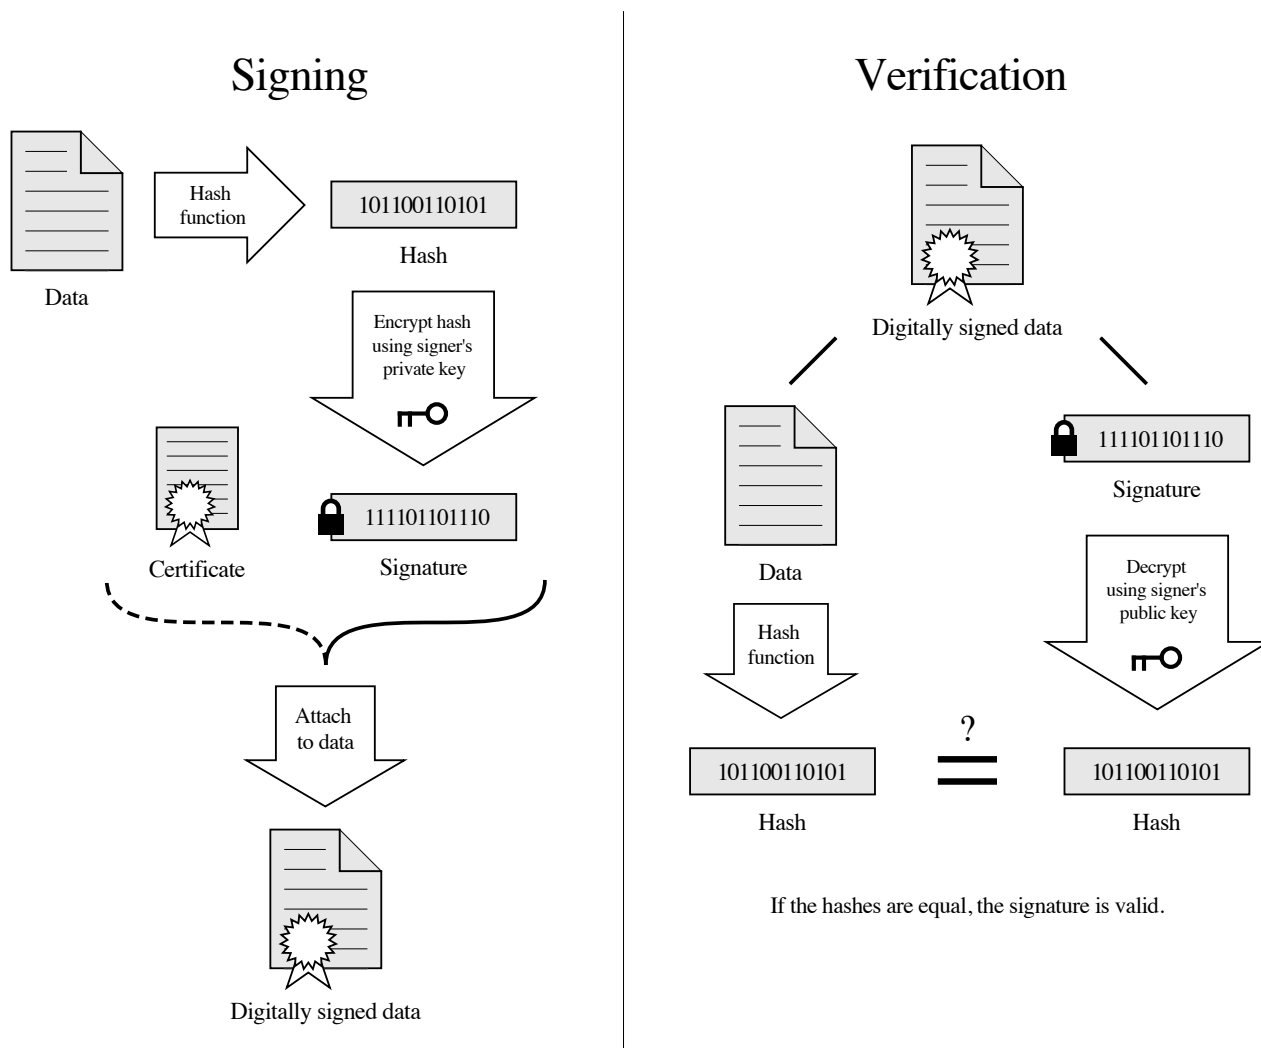 Signing
Hash
function
101100110101
Hash
Data
Encrypt hash
using signer's
private key
111101101110
Certificate
Signature
Attach
to data
Digitally signed data
Verification
Digitally signed data
111101101110
Signature
Data
Decrypt
using signer's
public key
Hash
function
?
101100110101
101100110101
Hash
Hash
If the hashes are equal, the signature is valid.